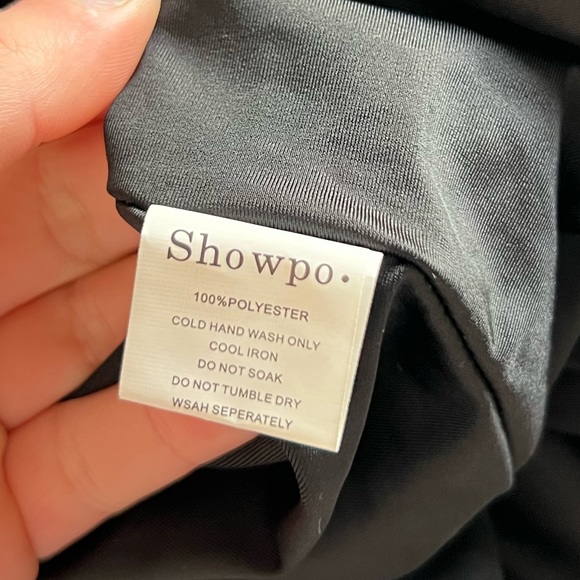 Showpo.
100%POLYESTER
COLD HAND WASH ONLY
COOL IRON
DO NOT SOAK
DO NOT TUMBLE DRY
WSAH SEPERATELY